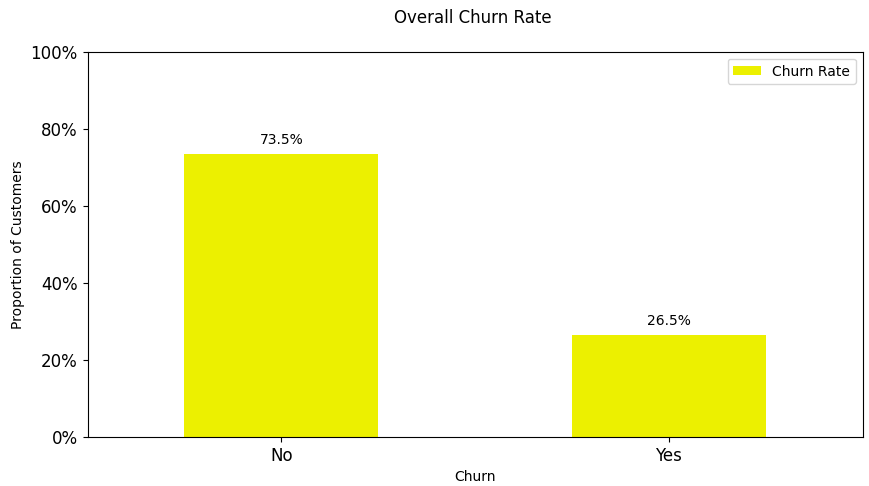 Overall Churn Rate
100%
80%
60%
40%
20%
0%
Proportion of Customers
Churn Rate
73.5%
26.5%
No
Yes
Churn